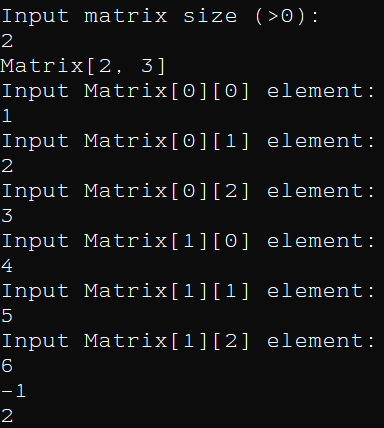 Input matrix size (>0):
2
Matrix[2, 3]
Input Matrix[0][0] element:
1
Input Matrix[0][1] element:
2
Input Matrix[0][2] element:
3
Input Matrix[1][0] element:
4
Input Matrix[1][1] element:
5
Input Matrix[1][2] element:
6
-1
2